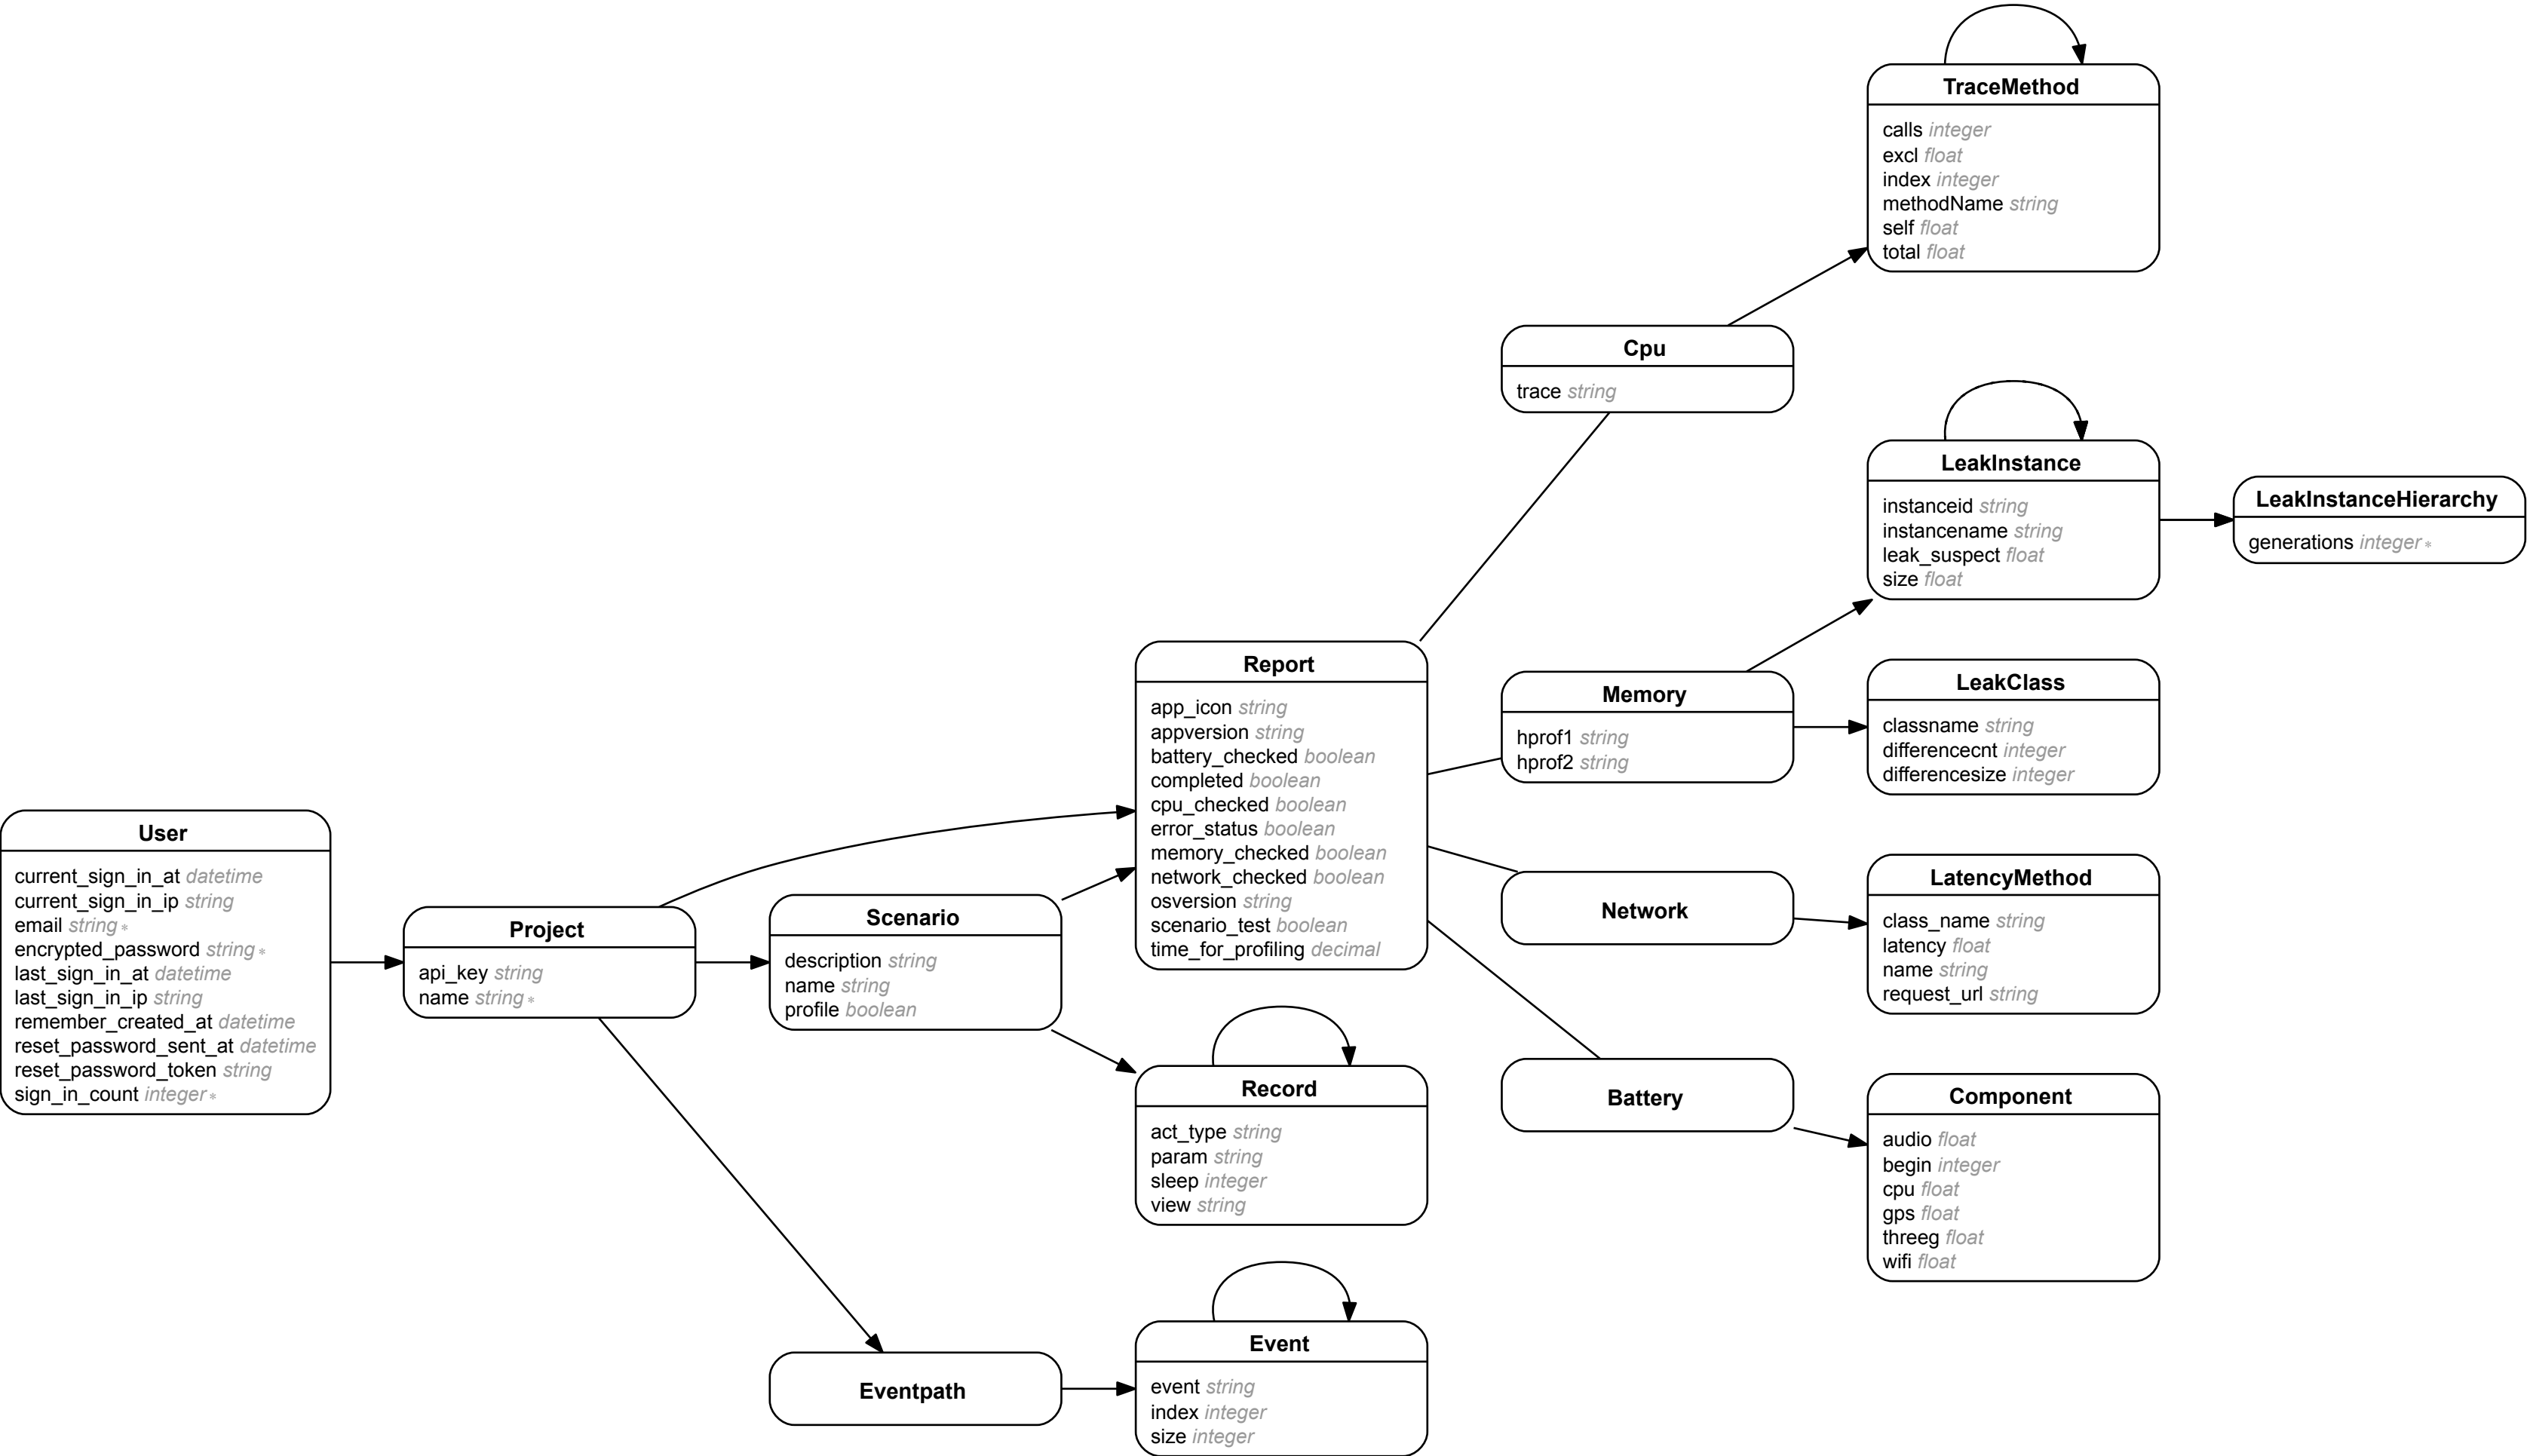 TraceMethod
calls integer
excl float
index integer
methodName string
self float
total float
Cpu
trace string
LeakInstance
instanceid string
instancename string
leak_suspect float
size float
LeakInstanceHierarchy
generations integer *
Report
app_icon string
appversion string
battery_checked boolean
completed boolean
cpu_checked boolean
error_status boolean
memory_checked boolean
network_checked boolean
osversion string
scenario_test boolean
time_for_profiling decimal
Memory
hprof1 string
hprof2 string
LeakClass
classname string
differencecnt integer
differencesize integer
User
current_sign_in_at datetime
current_sign_in_ip string
email string *
encrypted_password string *
last_sign_in_at datetime
last_sign_in_ip string
remember_created_at datetime
reset_password_sent_at datetime
reset_password_token string
sign_in_count integer *
Project
api_key string
name string *
Scenario
description string
name string
profile boolean
Network
LatencyMethod
class_name string
latency float
name string
request_url string
Record
act_type string
param string
sleep integer
view string
Battery
Component
audio float
begin integer
cpu float
gps float
threeg float
wifi float
Eventpath
Event
event string
index integer
size integer